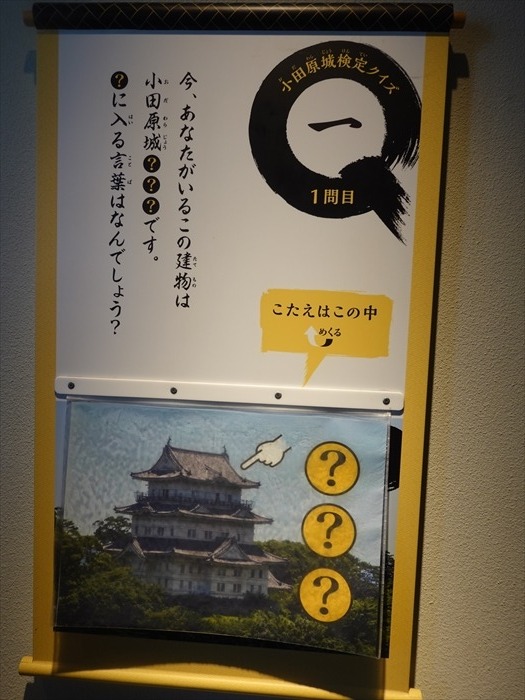 小田原城検定クイズ
一
1問目
今、あなたがいるこの建物は
小田原城???です。
?に入る言葉はなんでしょう?
こたえはこの中
めくる
?
?
?